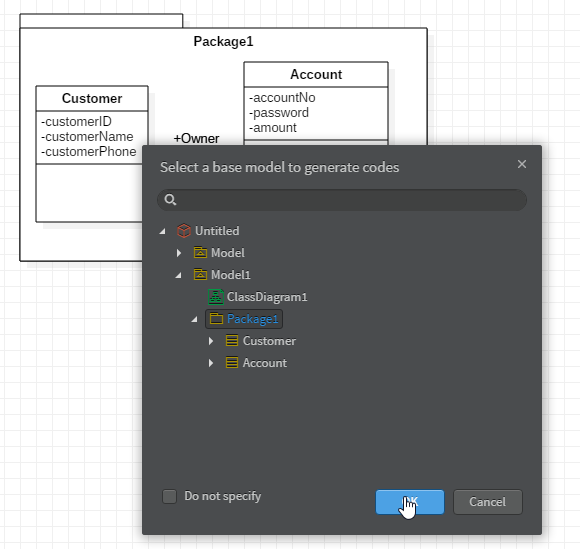 Package1
Customer
-customerID
-customerName
-customerPhone
Account
-accountNo
-password
-amount
+Owner
Select a base model to generate codes
Untitled
Model
Model1
ClassDiagram1
Package1
Customer
Account
Do not specify
Cancel